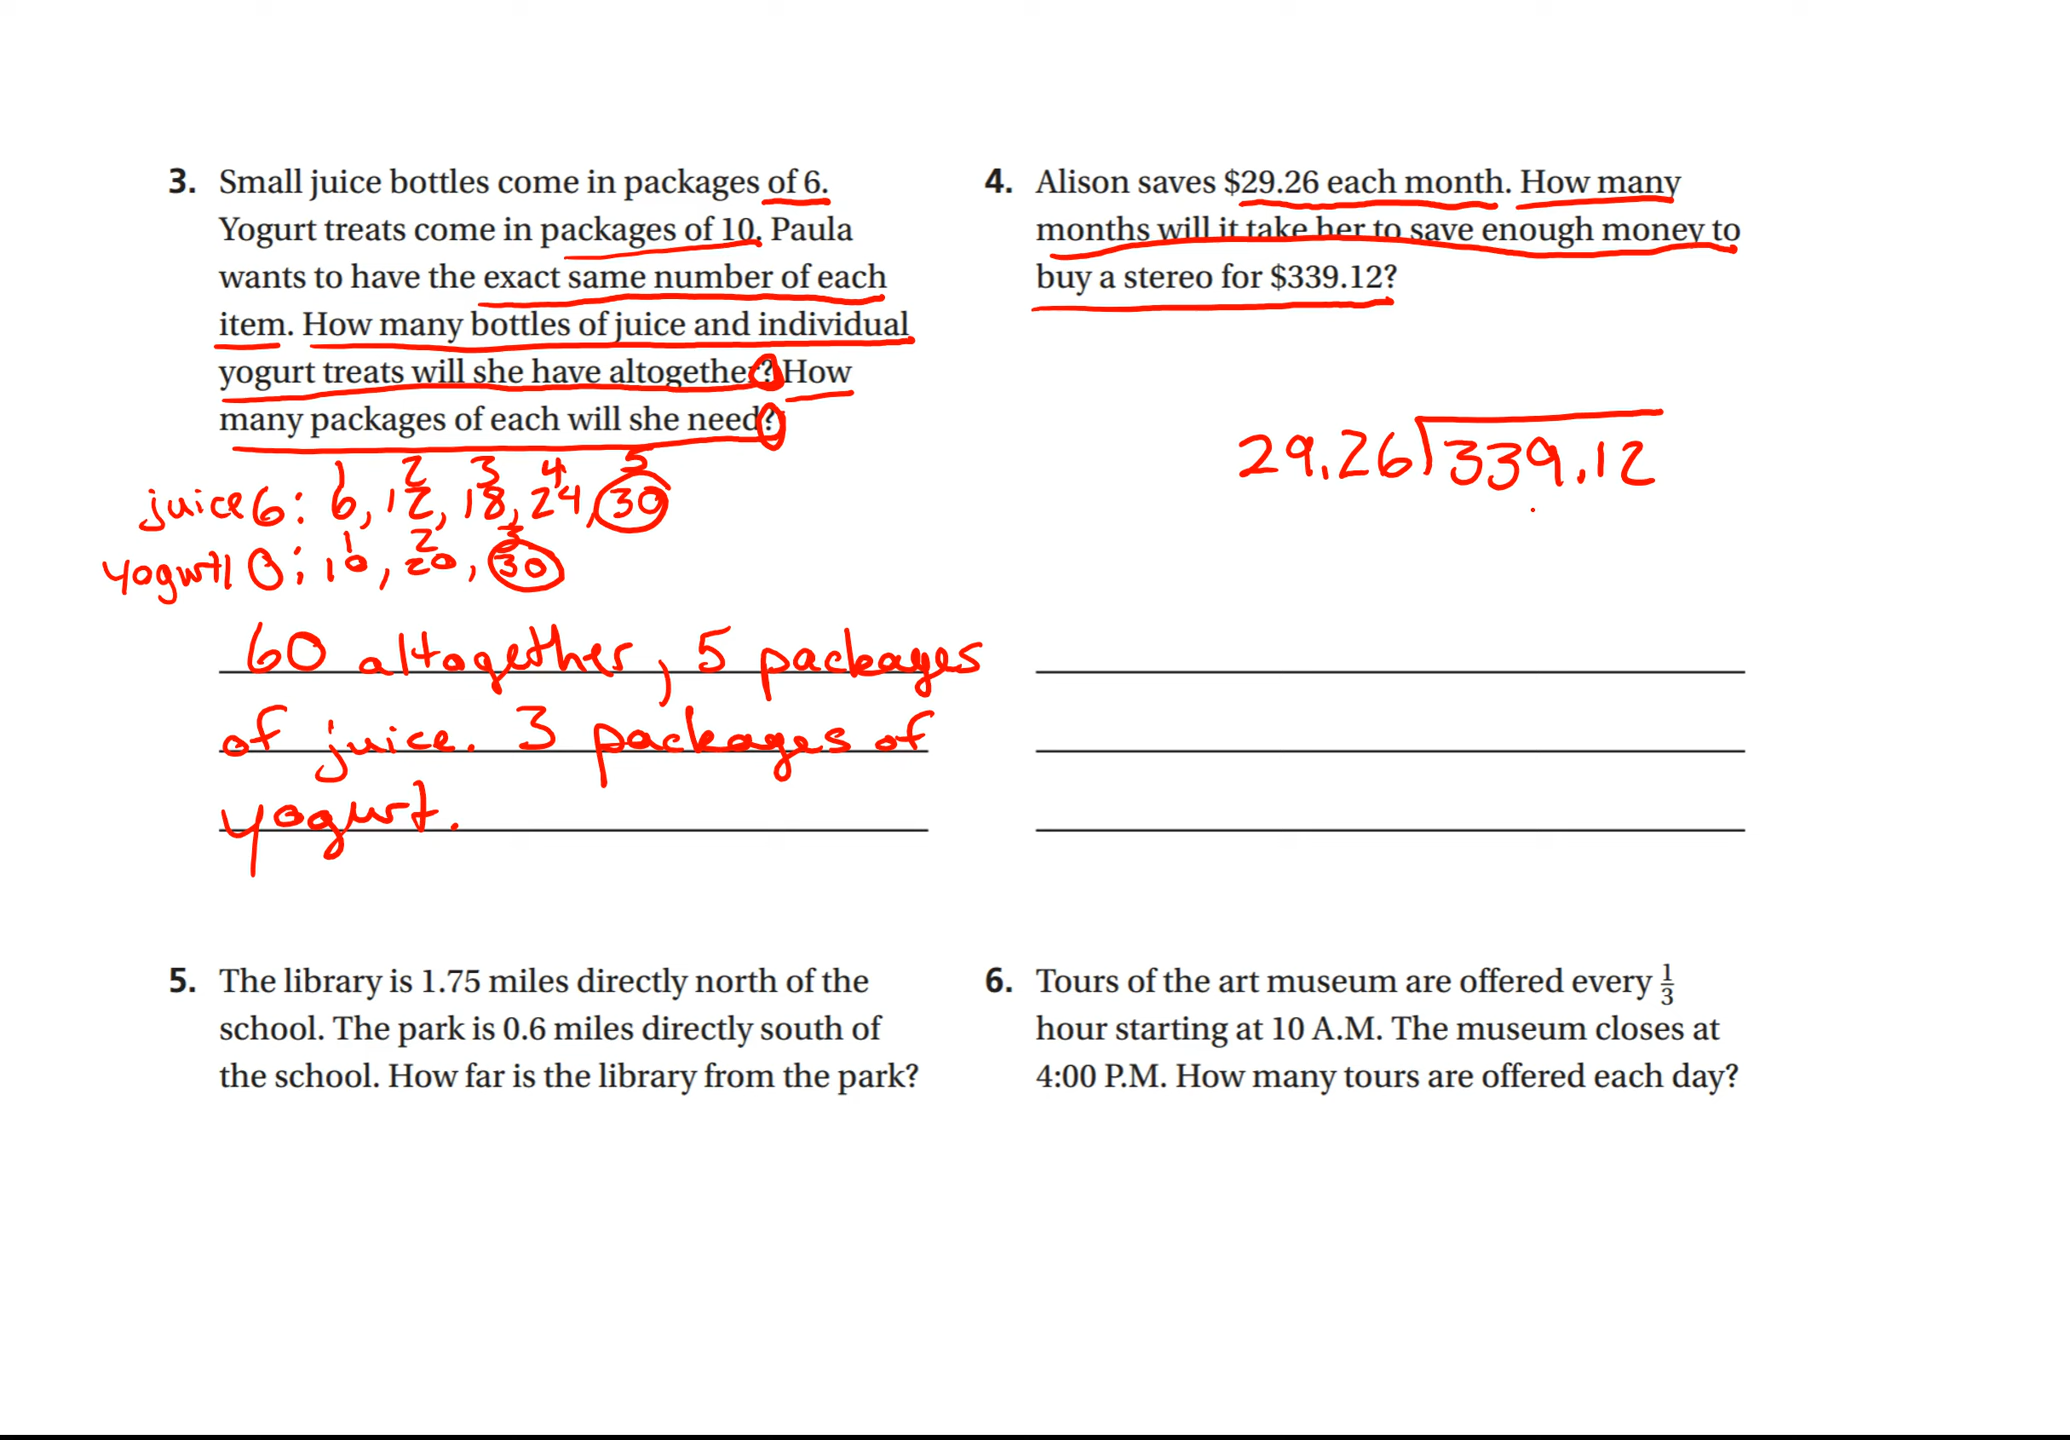 3. Small juice bottles come in packages of 6.
Yogurt treats come in packages of 10. Paula
wants to have the exact same number of each
item. How many bottles of juice and individual
yogurt treats will she have altogether? How
many packages of each will she need?
1 2 3 4 5
juice 6: 6, 12, 18, 24, 30
1 2 3
yogurt 10: 10, 20, 30
60 altogether, 5 packages
of juice. 3 packages of
yogurt.
4. Alison saves $29.26 each month. How many
months will it take her to save enough money to
buy a stereo for $339.12?
29.26 339.12
5. The library is 1.75 miles directly north of the
school. The park is 0.6 miles directly south of
the school. How far is the library from the park?
6. Tours of the art museum are offered every 1/3
hour starting at 10 A.M. The museum closes at
4:00 P.M. How many tours are offered each day?